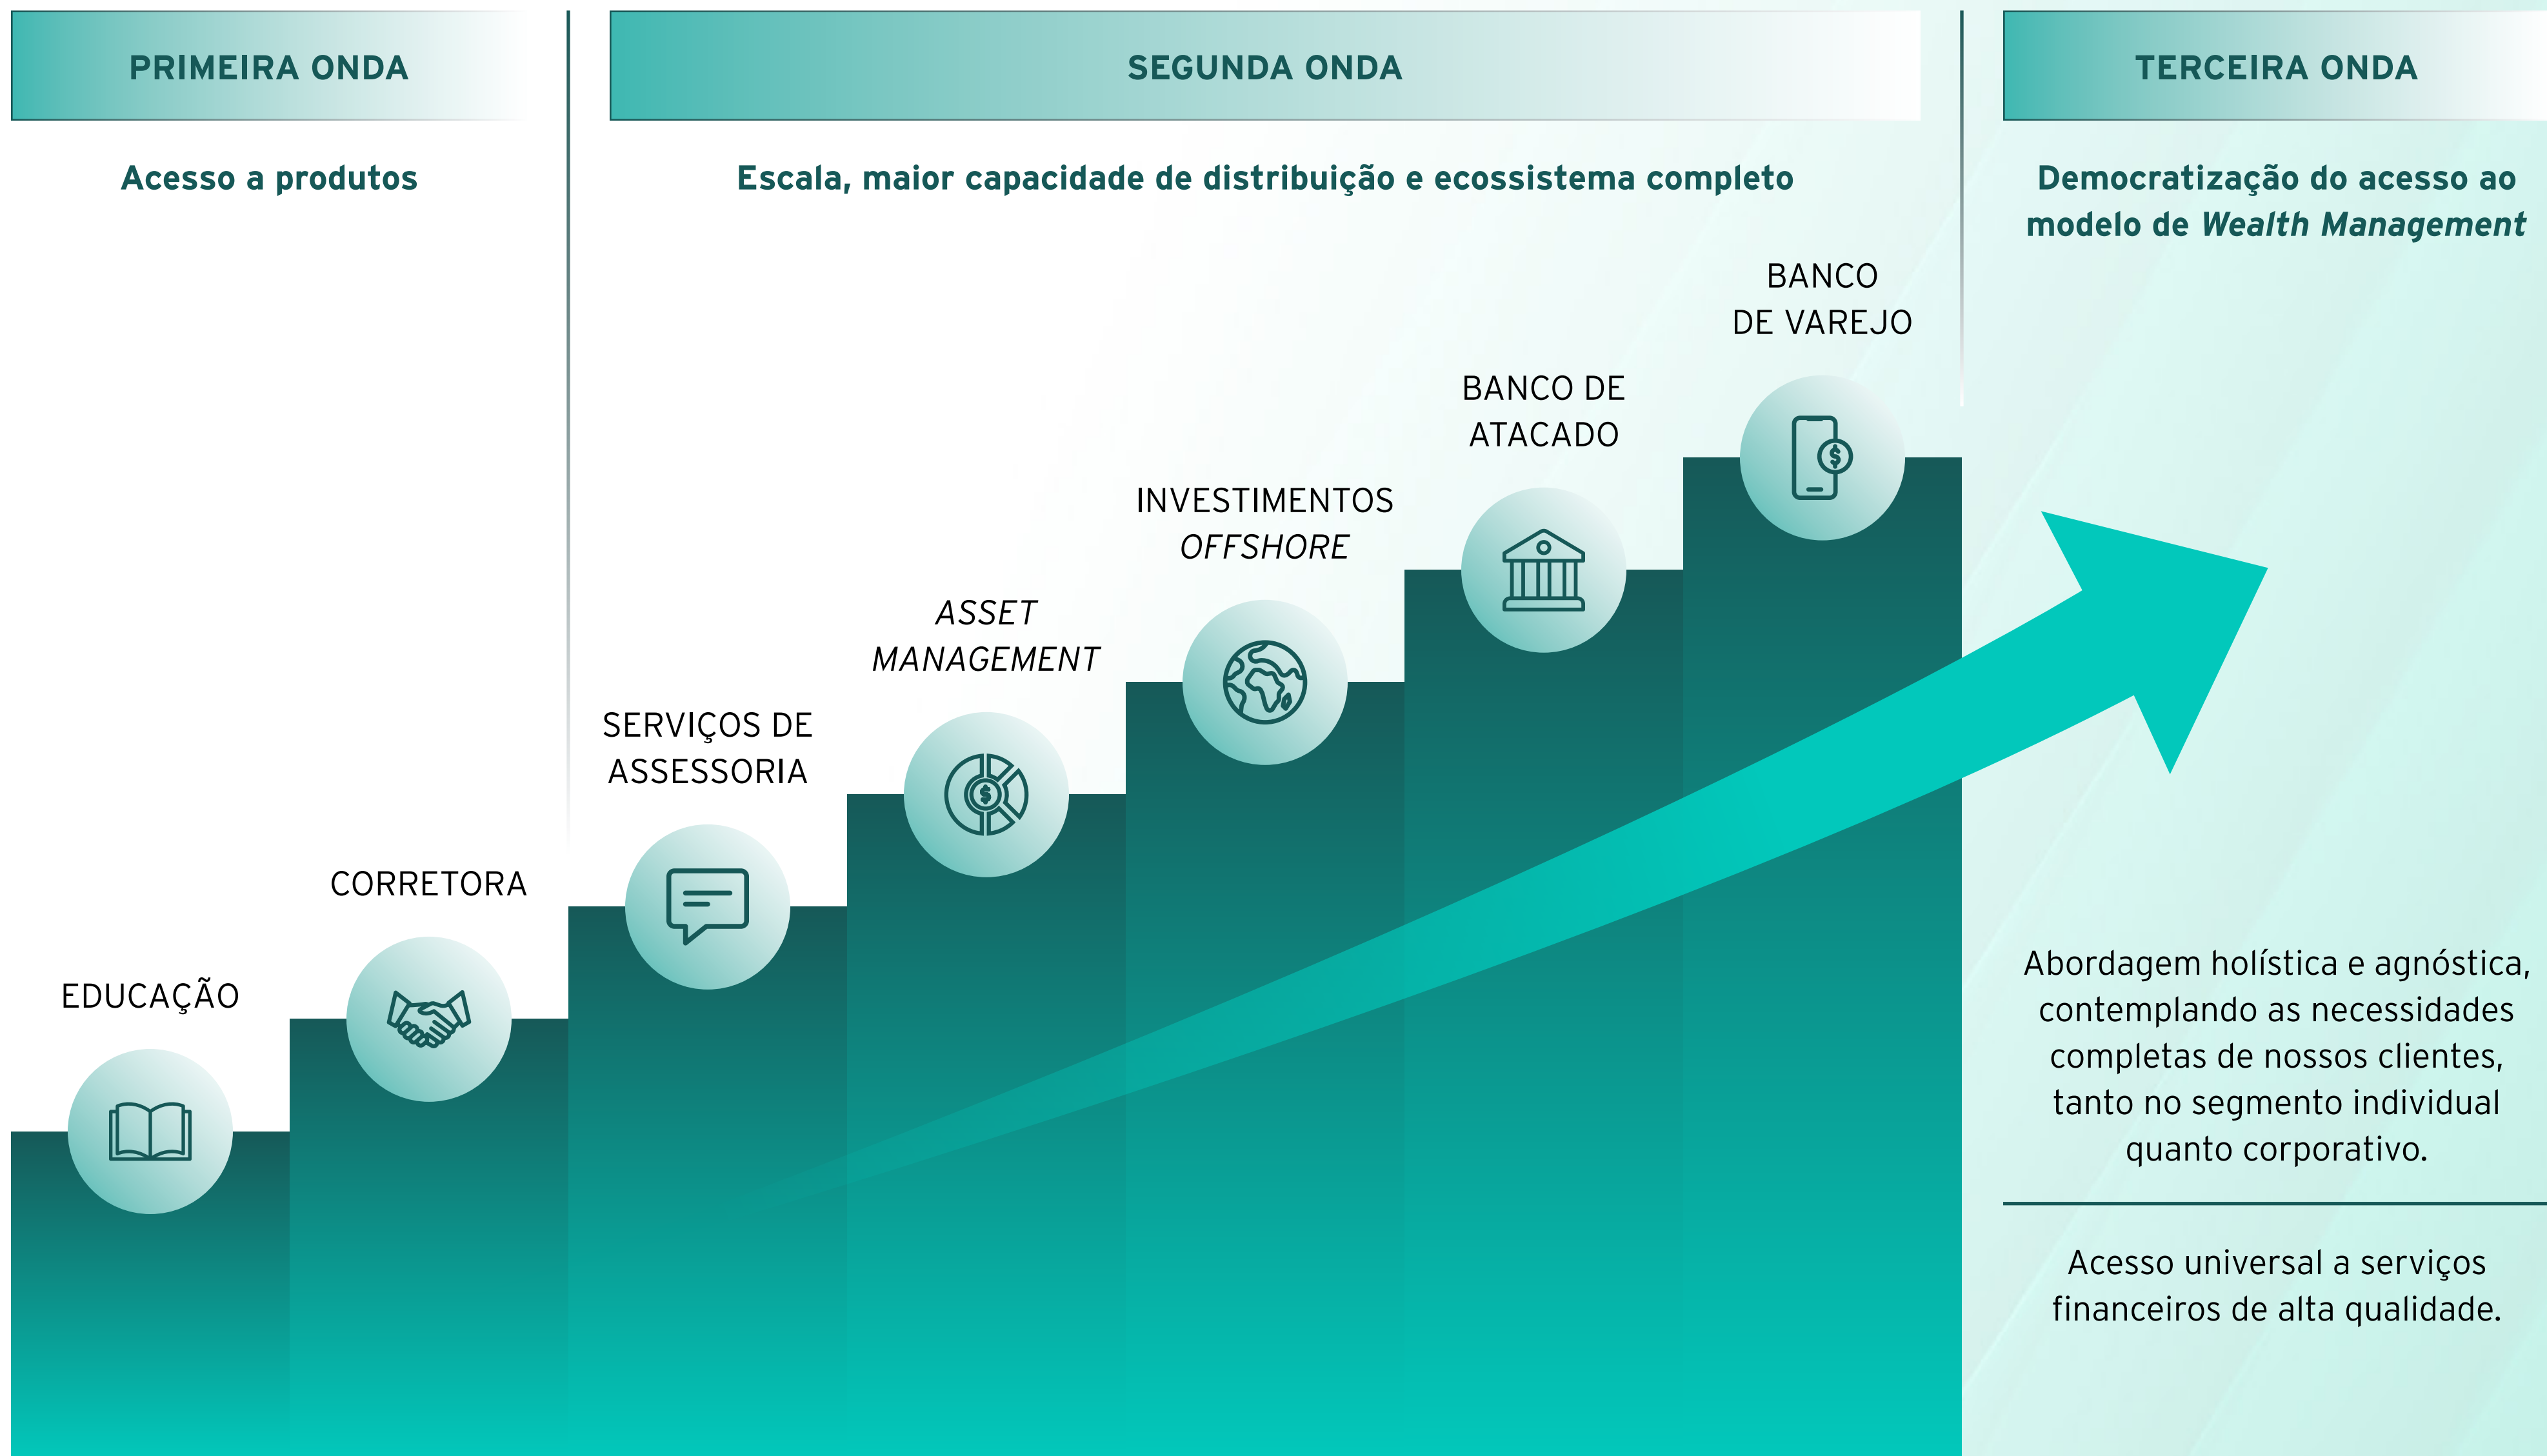 PRIMEIRA ONDA
Acesso a produtos
EDUCAÇÃO
CORRETORA
SEGUNDA ONDA
Escala, maior capacidade de distribuição e ecossistema completo
SERVIÇOS DE
ASSESSORIA
ASSET
MANAGEMENT
INVESTIMENTOS
OFFSHORE
BANCO DE
ATACADO
BANCO
DE VAREJO
TERCEIRA ONDA
Democratização do acesso ao
modelo de Wealth Management
Abordagem holística e agnóstica,
contemplando as necessidades
completas de nossos clientes,
tanto no segmento individual
quanto corporativo.
Acesso universal a serviços
financeiros de alta qualidade.